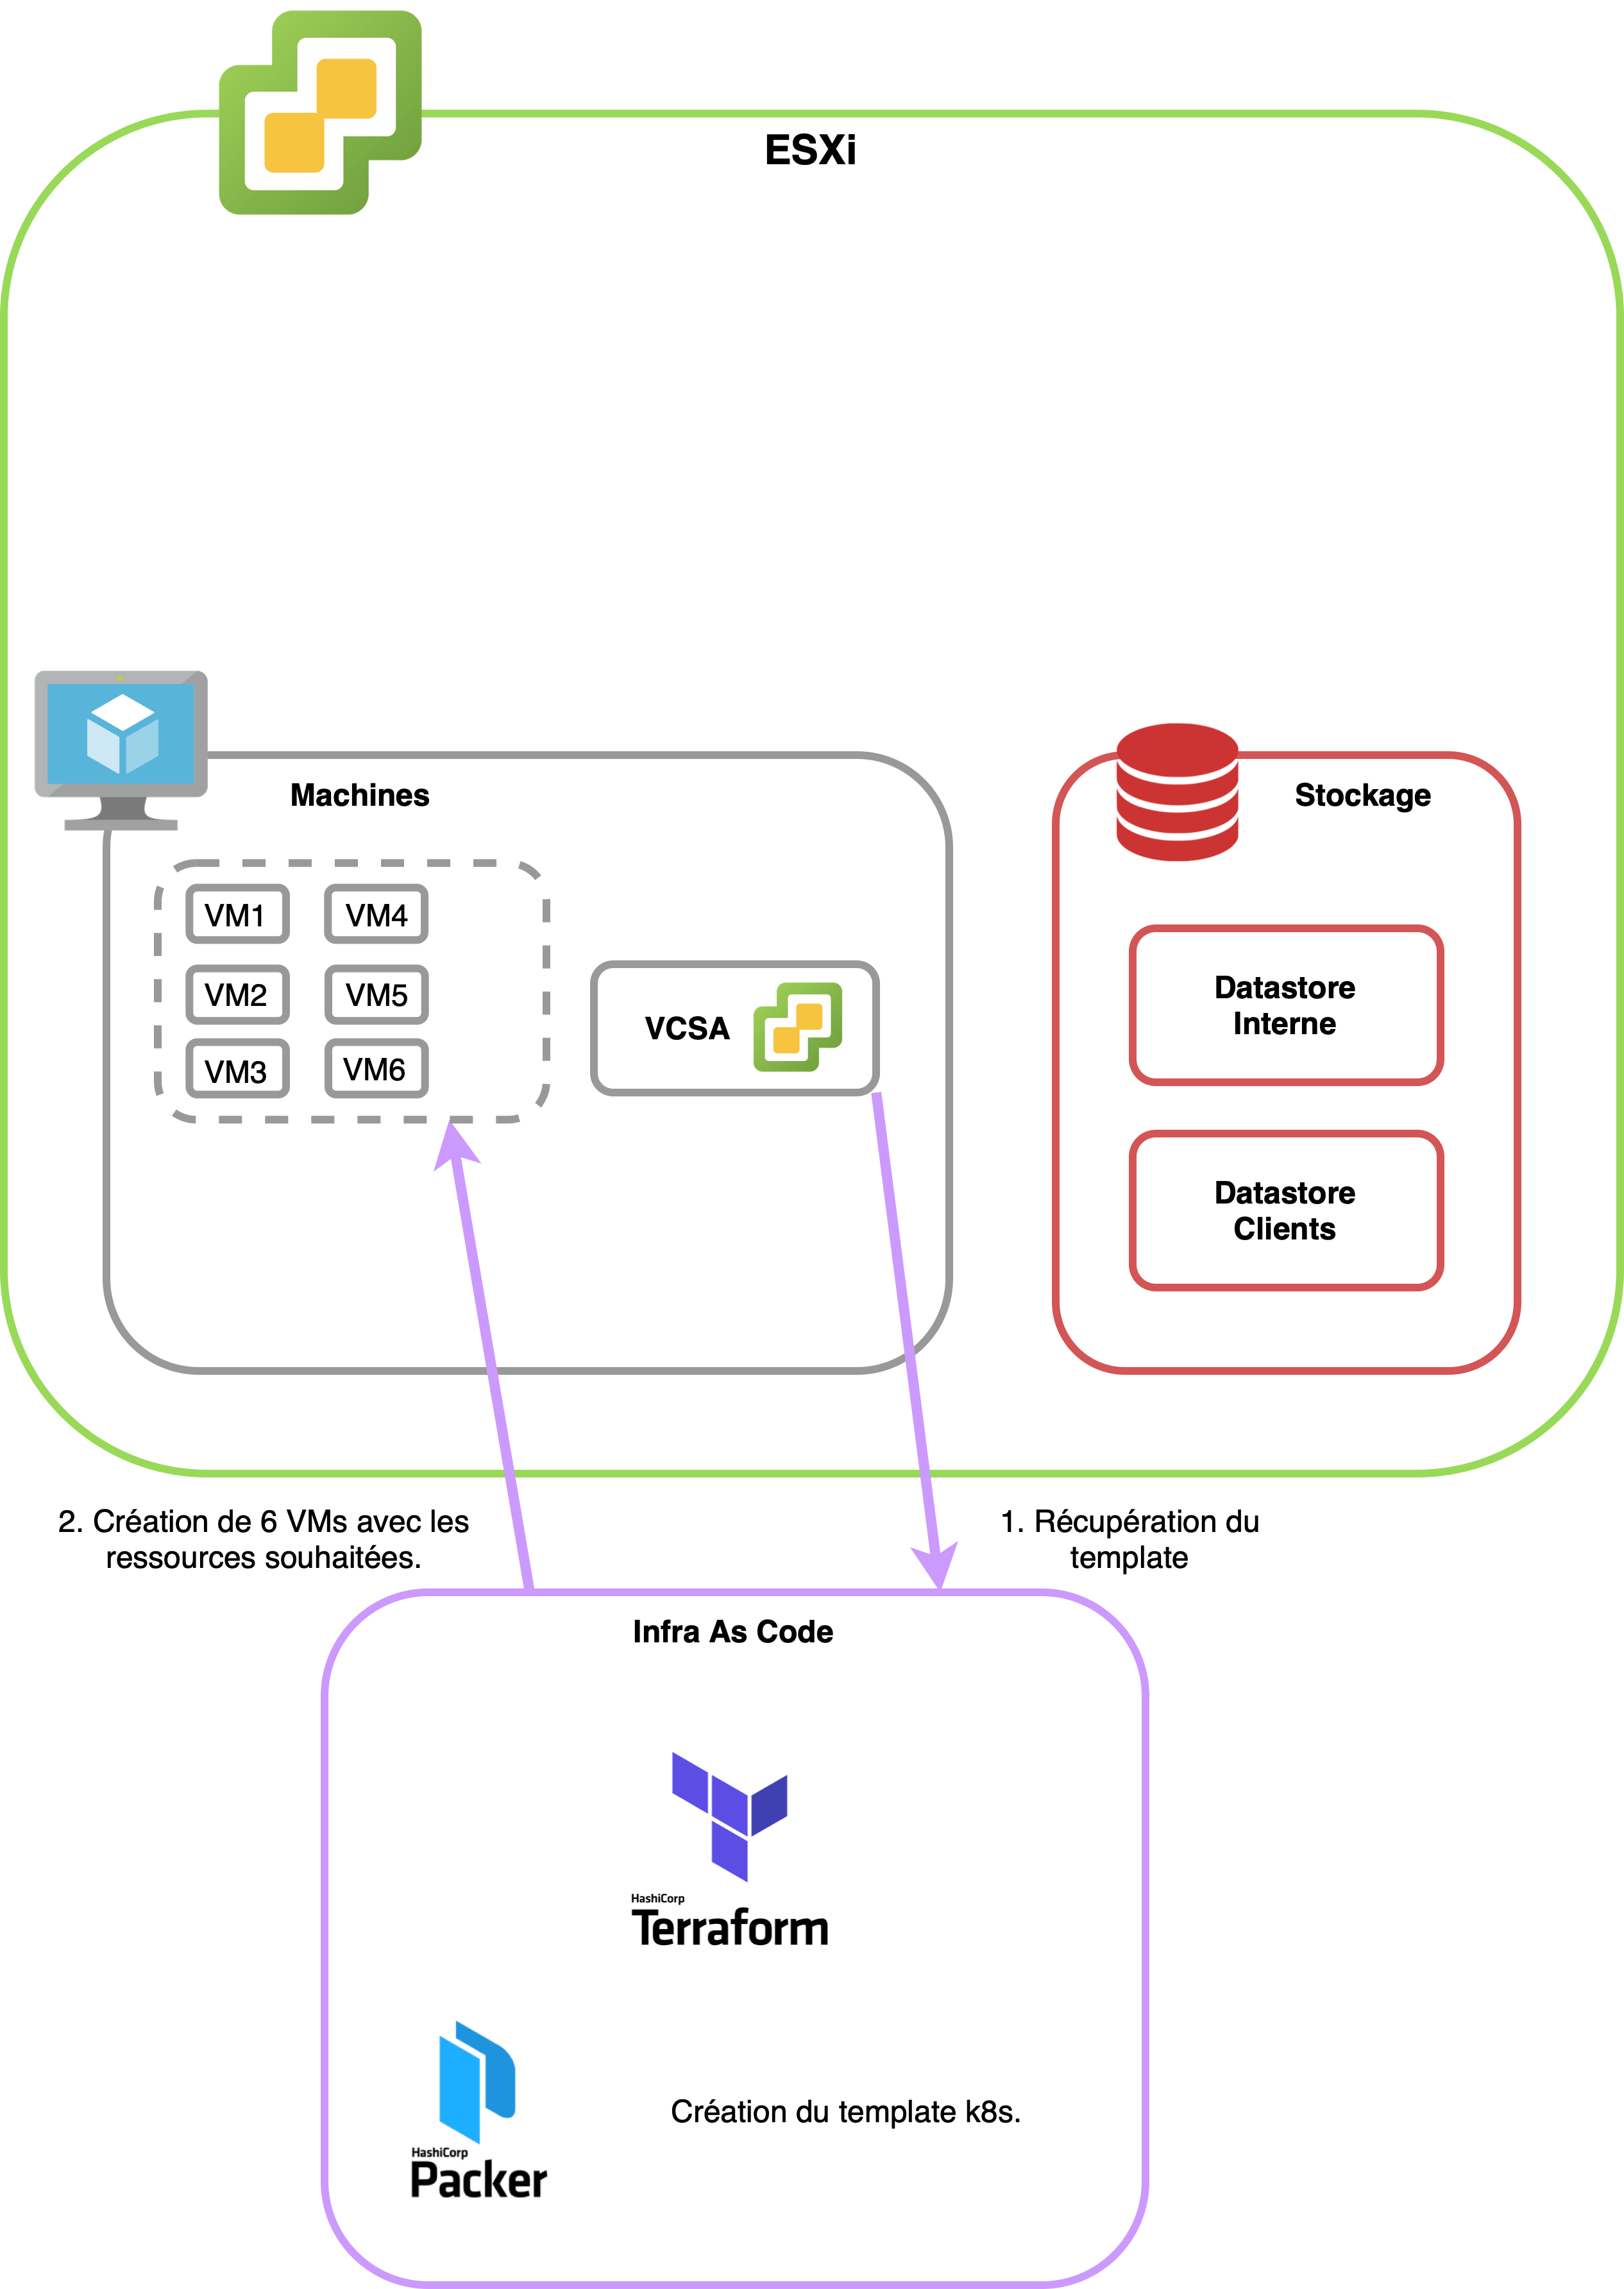 ESXi
Machines
Stockage
VM1
VM4
VM2
VM5
VM3
VM6
VCSA
Datastore
Interne
Datastore
Clients
2. Création de 6 VMs avec les
ressources souhaitées.
1. Récupération du
template
Infra As Code
HashiCorp
Terraform
HashiCorp
Packer
Création du template k8s.